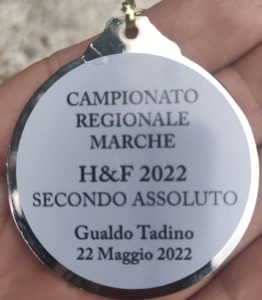 CAMPIONATO
REGIONALE
MARCHE
H&F 2022
SECONDO ASSOLUTO
Gualdo Tadino
22 Maggio 2022